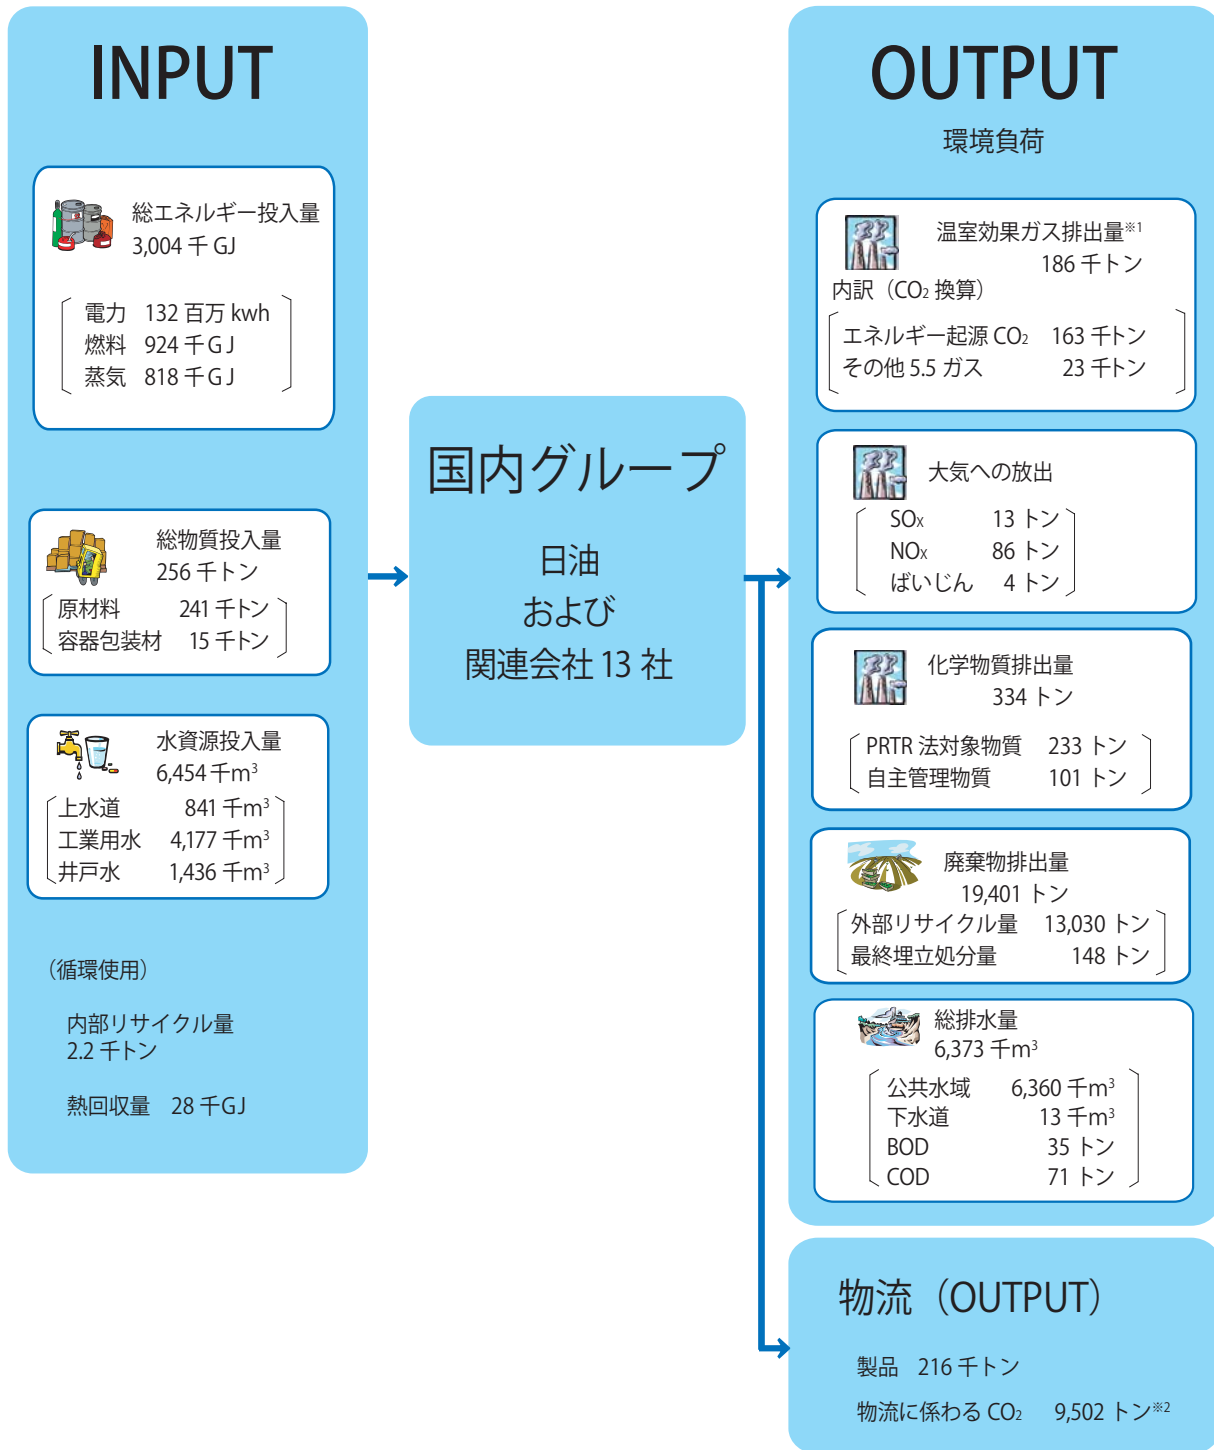 INPUT
総エネルギー投入量
3,004 千 GJ
電力 132 百万 kwh
燃料 924 千 G J
蒸気 818 千 G J
総物質投入量
256 千トン
原材料 241 千トン
容器包装材 15 千トン
水資源投入量
6,454 千m³
上水道 841 千m³
工業用水 4,177 千m³
井戸水 1,436 千m³
（循環使用）
内部リサイクル量
2.2 千トン
熱回収量 28 千GJ
国内グループ
日油
および
関連会社 13 社
OUTPUT
環境負荷
温室効果ガス排出量※1
186 千トン
内訳（CO₂ 換算）
エネルギー起源 CO₂ 163 千トン
その他 5.5 ガス 23 千トン
大気への放出
SOx 13 トン
NOx 86 トン
ばいじん 4 トン
化学物質排出量
334 トン
PRTR 法対象物質 233 トン
自主管理物質 101 トン
廃棄物排出量
19,401 トン
外部リサイクル量 13,030 トン
最終埋立処分量 148 トン
総排水量
6,373 千m³
公共水域 6,360 千m³
下水道 13 千m³
BOD 35 トン
COD 71 トン
物流（OUTPUT）
製品 216 千トン
物流に係わる CO₂ 9,502 トン※2